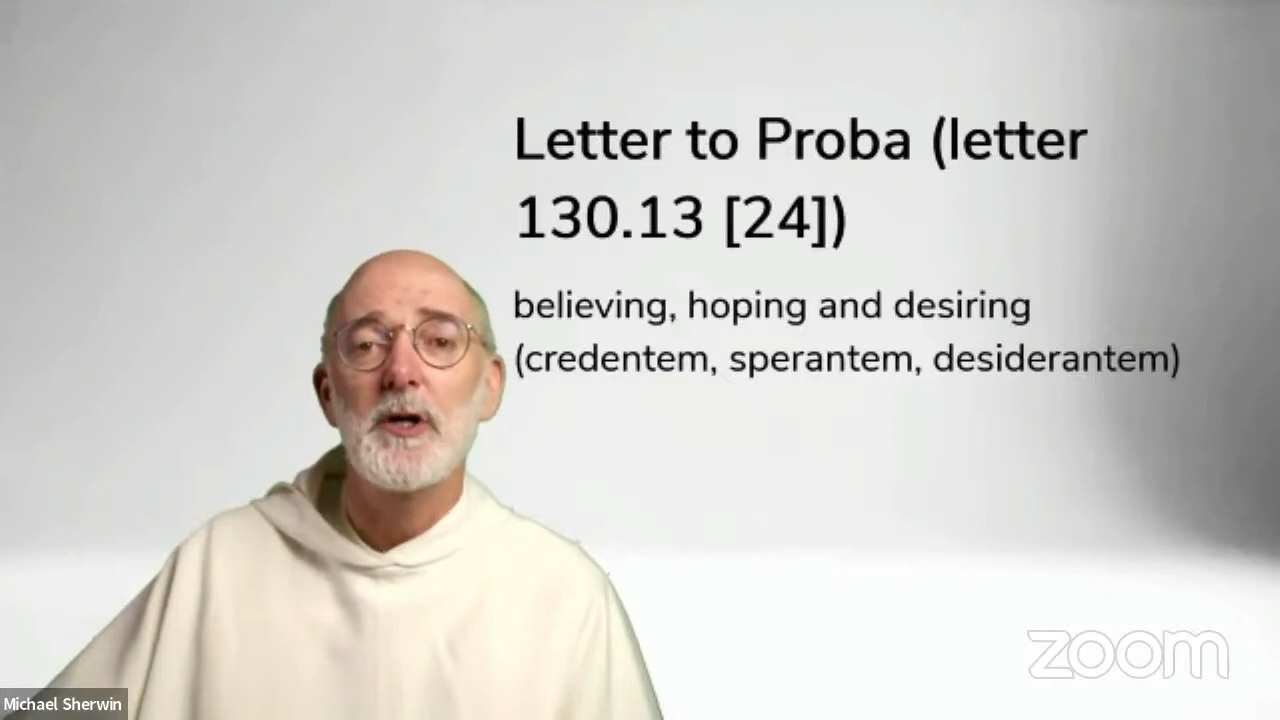 Letter to Proba (letter
130.13 [24])
believing, hoping and desiring
(credentem, sperantem, desiderantem)
zoom
Michael Sherwin